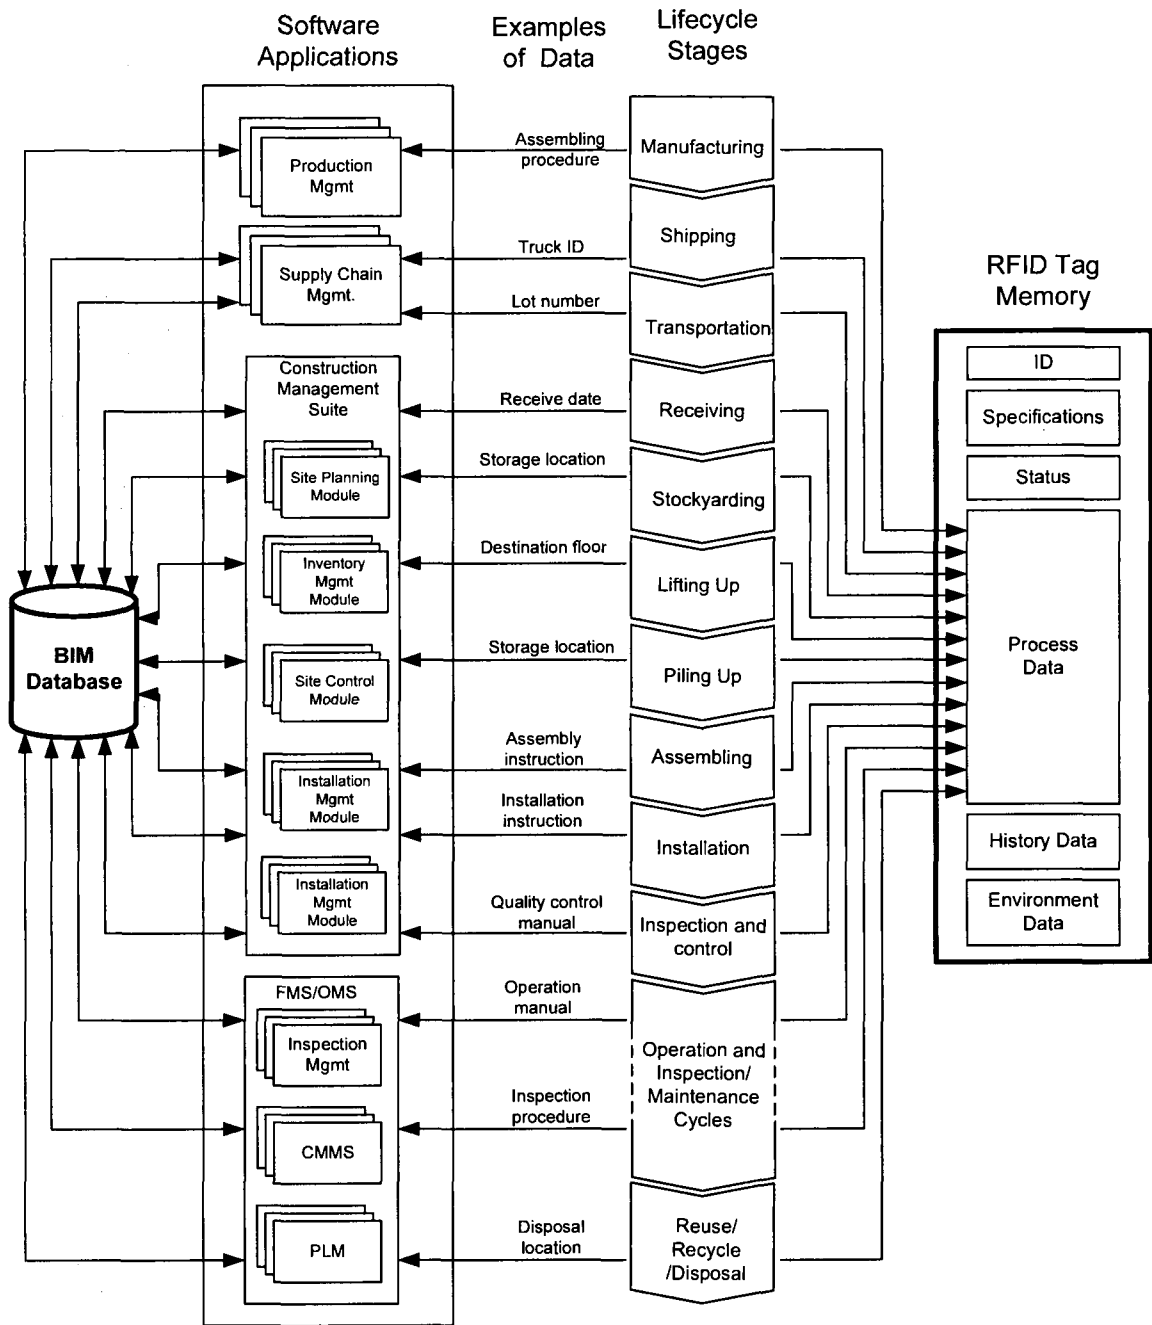 Software
Applications
Examples
of Data
Lifecycle
Stages
RFID Tag
Memory
BIM
Database
Production
Mgmt
Supply Chain
Mgmt.
Construction
Management
Suite
Site Planning
Module
Inventory
Mgmt
Module
Site Control
Module
Installation
Mgmt
Module
Installation
Mgmt
Module
FMS/OMS
Inspection
Mgmt
CMMS
PLM
Assembling
procedure
Truck ID
Lot number
Receive date
Storage location
Destination floor
Storage location
Assembly
instruction
Installation
instruction
Quality control
manual
Operation
manual
Inspection
procedure
Disposal
location
Manufacturing
Shipping
Transportation
Receiving
Stockyarding
Lifting Up
Piling Up
Assembling
Installation
Inspection and
control
Operation and
Inspection/
Maintenance
Cycles
Reuse/
Recycle
/Disposal
ID
Specifications
Status
Process
Data
History Data
Environment
Data